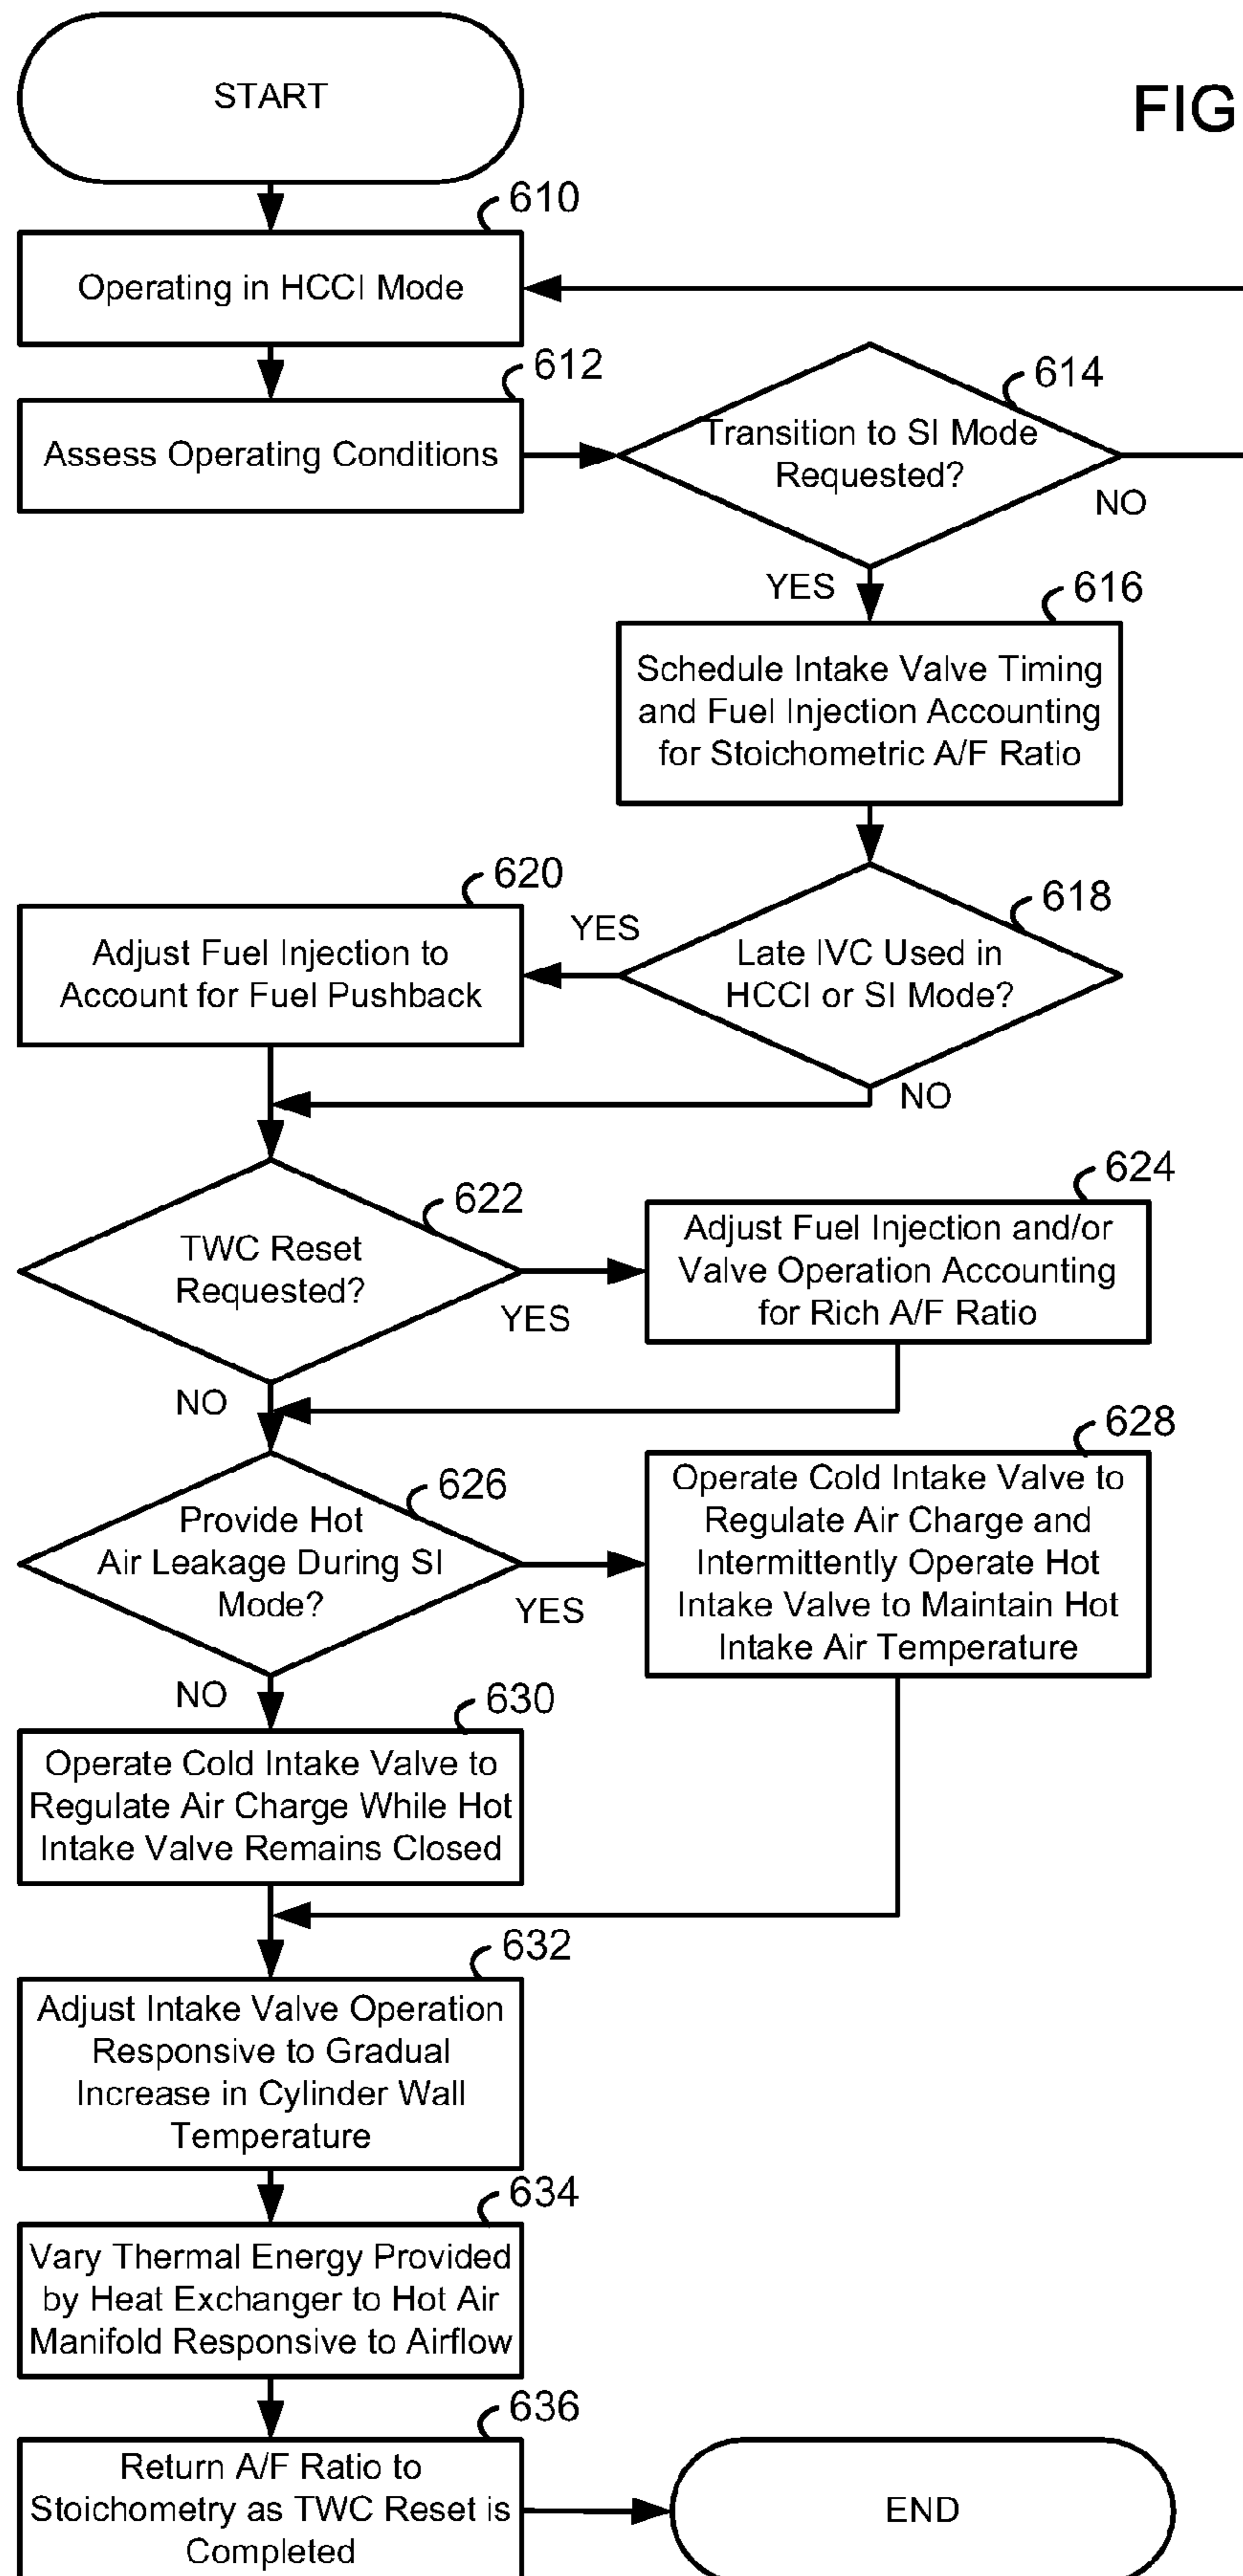 START
FIG
610
Operating in HCCI Mode
612
Assess Operating Conditions
614
Transition to SI Mode
Requested?
NO
YES
616
Schedule Intake Valve Timing
and Fuel Injection Accounting
for Stoichometric A/F Ratio
618
Late IVC Used in
HCCI or SI Mode?
YES
NO
620
Adjust Fuel Injection to
Account for Fuel Pushback
622
TWC Reset
Requested?
YES
NO
624
Adjust Fuel Injection and/or
Valve Operation Accounting
for Rich A/F Ratio
626
Provide Hot
Air Leakage During SI
Mode?
YES
NO
628
Operate Cold Intake Valve to
Regulate Air Charge and
Intermittently Operate Hot
Intake Valve to Maintain Hot
Intake Air Temperature
630
Operate Cold Intake Valve to
Regulate Air Charge While Hot
Intake Valve Remains Closed
632
Adjust Intake Valve Operation
Responsive to Gradual
Increase in Cylinder Wall
Temperature
634
Vary Thermal Energy Provided
by Heat Exchanger to Hot Air
Manifold Responsive to Airflow
636
Return A/F Ratio to
Stoichometry as TWC Reset is
Completed
END